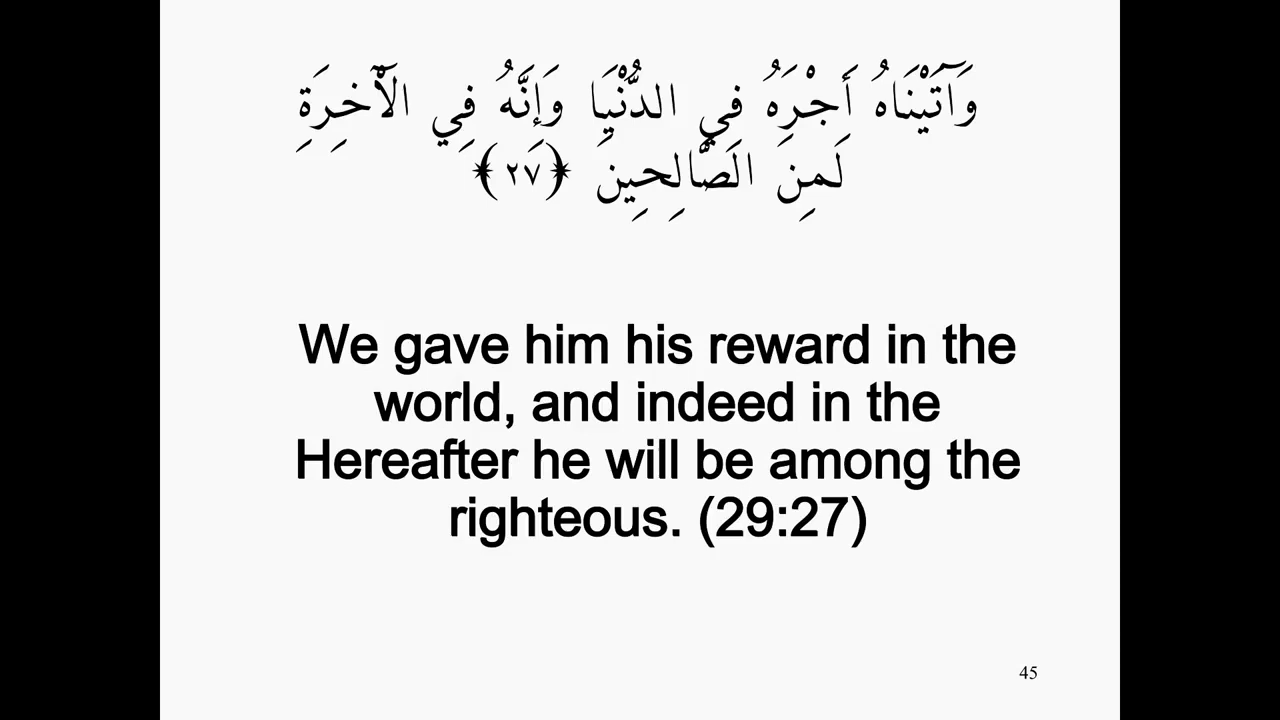 وَآتَيْنَاهُ أَجْرَهُ فِي الدُّنْيَا وَإِنَّهُ فِي الْآخِرَةِ
لَمِنَ الصَّالِحِينَ ﴿٢٧﴾
We gave him his reward in the
world, and indeed in the
Hereafter he will be among the
righteous. (29:27)
45